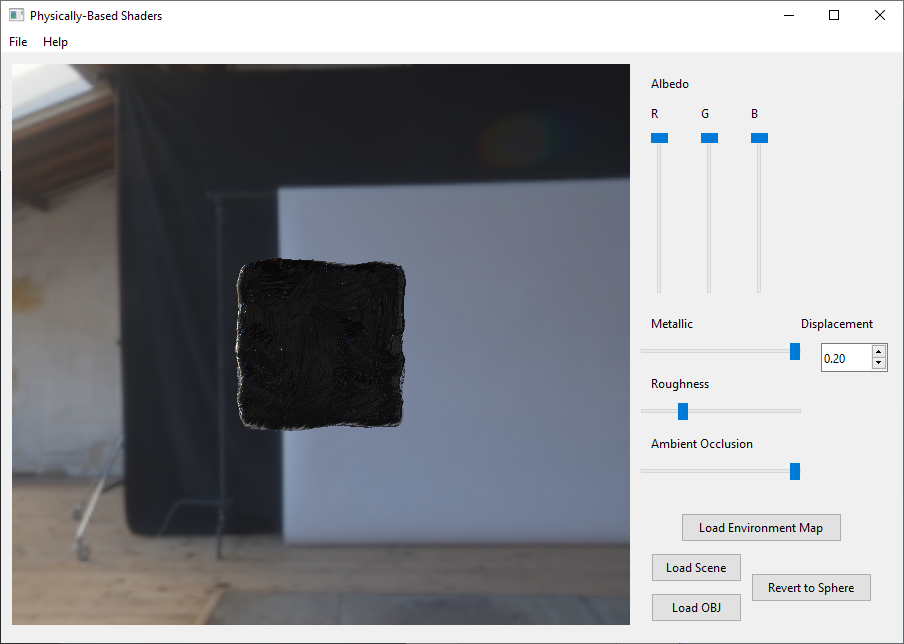 Physically-Based Shaders
File Help
Albedo
R G B
Metallic Displacement
0.20
Roughness
Ambient Occlusion
Load Environment Map
Load Scene
Revert to Sphere
Load OBJ